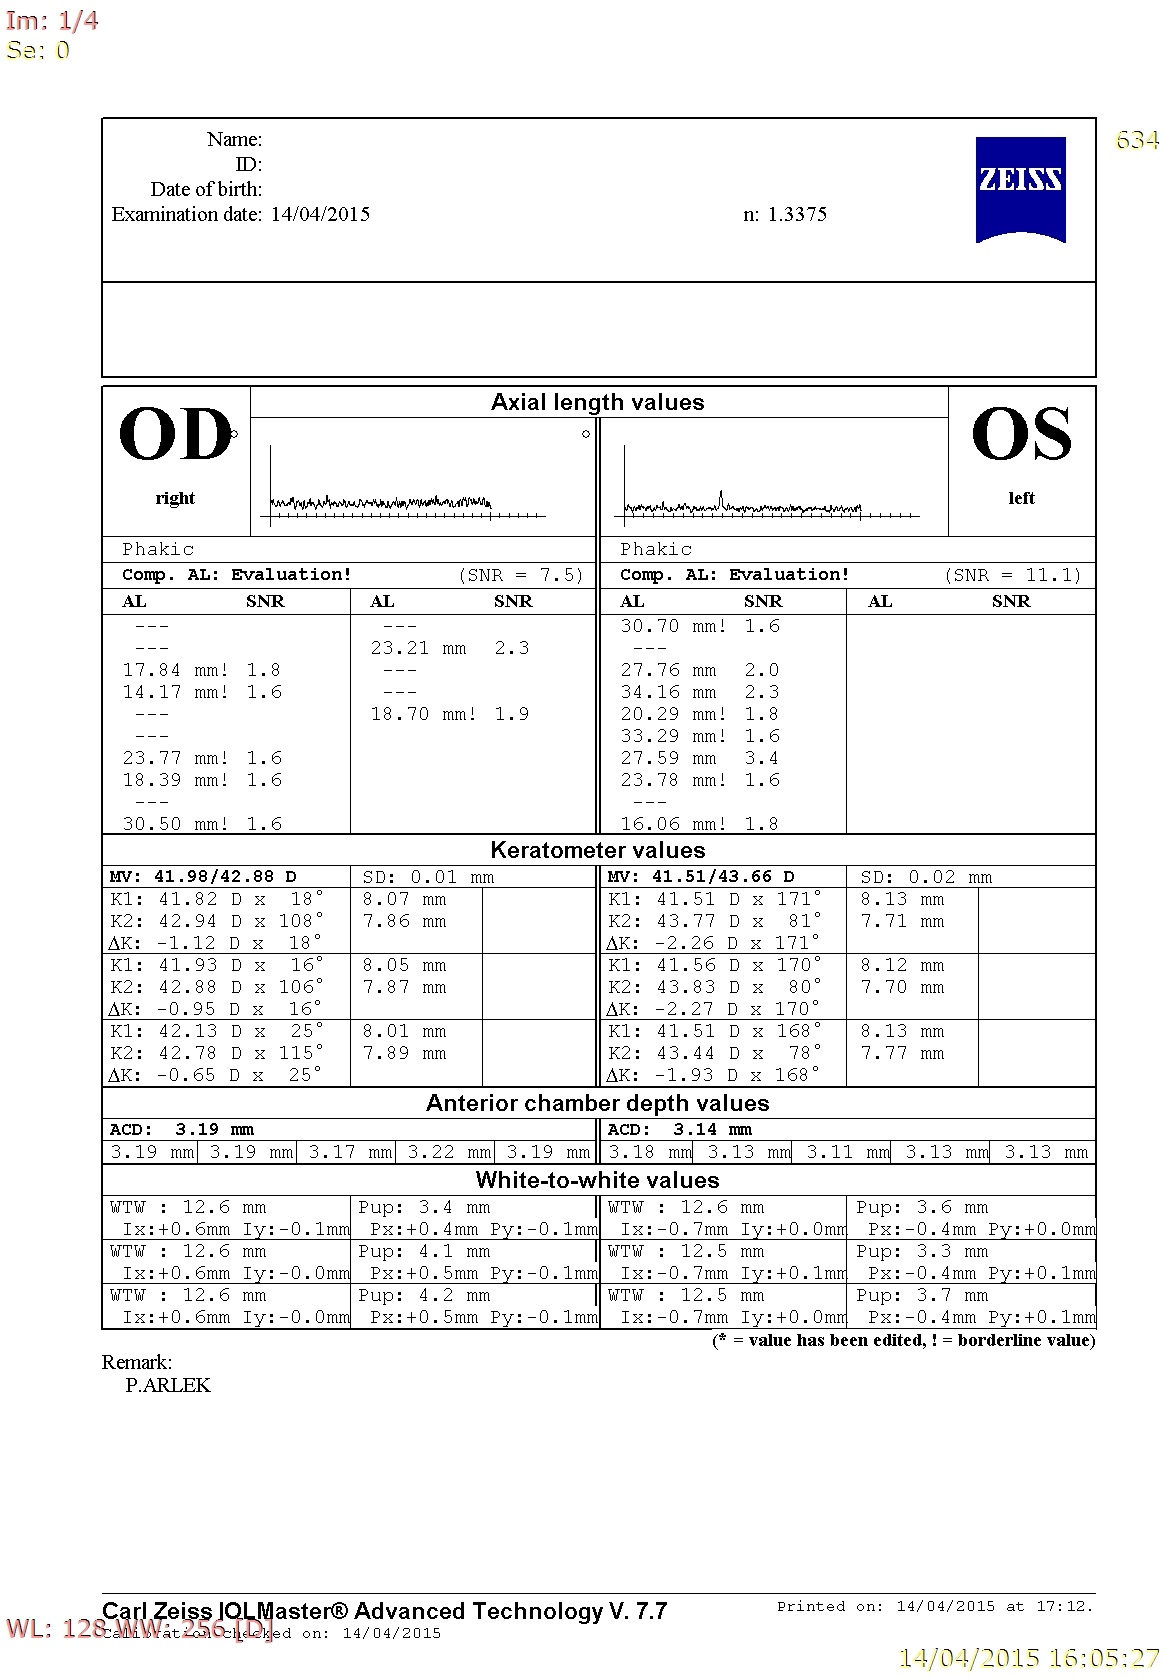 Im: 1/4
Se: 0
634
Name:
ID:
Date of birth:
Examination date: 14/04/2015 n: 1.3375
ZEISS
OD right
Axial length values
OS left
Phakic Phakic
Comp. AL: Evaluation! (SNR = 7.5) Comp. AL: Evaluation! (SNR = 11.1)
AL SNR AL SNR AL SNR AL SNR
--- --- 30.70 mm! 1.6
--- 23.21 mm 2.3 ---
17.84 mm! 1.8 --- 27.76 mm 2.0
14.17 mm! 1.6 --- 34.16 mm 2.3
--- 18.70 mm! 1.9 20.29 mm! 1.8
--- 33.29 mm! 1.6
23.77 mm! 1.6 27.59 mm 3.4
18.39 mm! 1.6 23.78 mm! 1.6
--- ---
30.50 mm! 1.6 16.06 mm! 1.8
Keratometer values
MV: 41.98/42.88 D SD: 0.01 mm MV: 41.51/43.66 D SD: 0.02 mm
K1: 41.82 D x 18° 8.07 mm K1: 41.51 D x 171° 8.13 mm
K2: 42.94 D x 108° 7.86 mm K2: 43.77 D x 81° 7.71 mm
ΔK: -1.12 D x 18° ΔK: -2.26 D x 171°
K1: 41.93 D x 16° 8.05 mm K1: 41.56 D x 170° 8.12 mm
K2: 42.88 D x 106° 7.87 mm K2: 43.83 D x 80° 7.70 mm
ΔK: -0.95 D x 16° ΔK: -2.27 D x 170°
K1: 42.13 D x 25° 8.01 mm K1: 41.51 D x 168° 8.13 mm
K2: 42.78 D x 115° 7.89 mm K2: 43.44 D x 78° 7.77 mm
ΔK: -0.65 D x 25° ΔK: -1.93 D x 168°
Anterior chamber depth values
ACD: 3.19 mm ACD: 3.14 mm
3.19 mm 3.19 mm 3.17 mm 3.22 mm 3.19 mm 3.18 mm 3.13 mm 3.11 mm 3.13 mm 3.13 mm
White-to-white values
WTW : 12.6 mm Pup: 3.4 mm WTW : 12.6 mm Pup: 3.6 mm
Ix:+0.6mm Iy:-0.1mm Px:+0.4mm Py:-0.1mm Ix:-0.7mm Iy:+0.0mm Px:-0.4mm Py:+0.0mm
WTW : 12.6 mm Pup: 4.1 mm WTW : 12.5 mm Pup: 3.3 mm
Ix:+0.6mm Iy:-0.0mm Px:+0.5mm Py:-0.1mm Ix:-0.7mm Iy:+0.1mm Px:-0.4mm Py:+0.1mm
WTW : 12.6 mm Pup: 4.2 mm WTW : 12.5 mm Pup: 3.7 mm
Ix:+0.6mm Iy:-0.0mm Px:+0.5mm Py:-0.1mm Ix:-0.7mm Iy:+0.0mm Px:-0.4mm Py:+0.1mm
(* = value has been edited, ! = borderline value)
Remark:
P.ARLEK
Carl Zeiss IOLMaster® Advanced Technology V. 7.7 Printed on: 14/04/2015 at 17:12.
WL: 128 WW: 256 [D]
Calibration checked on: 14/04/2015
14/04/2015 16:05:27